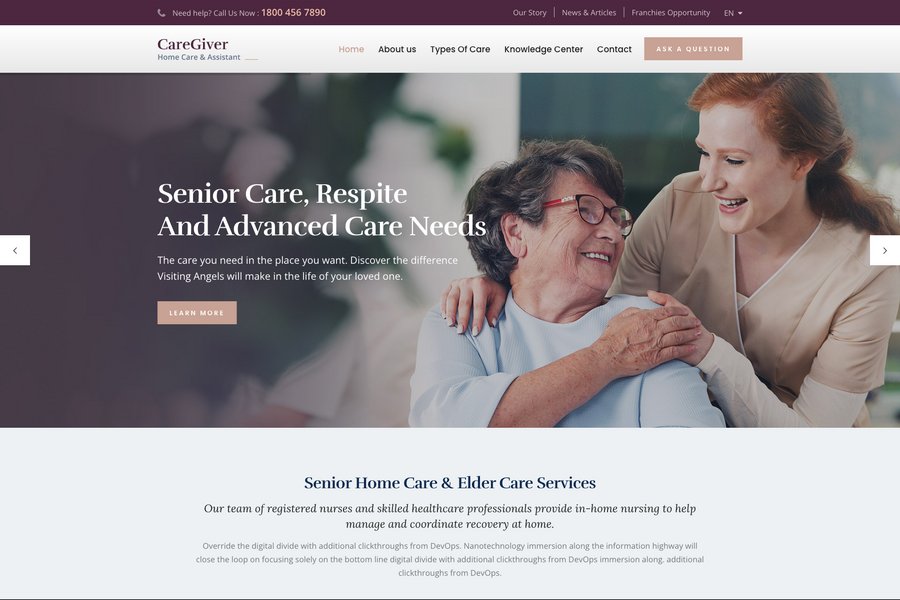 Need help? Call Us Now : 1800 456 7890
Our Story
News & Articles
Franchies Opportunity
EN
CareGiver
Home Care & Assistant
Home
About us
Types Of Care
Knowledge Center
Contact
ASK A QUESTION
Senior Care, Respite
And Advanced Care Needs
The care you need in the place you want. Discover the difference
Visiting Angels will make in the life of your loved one.
LEARN MORE
Senior Home Care & Elder Care Services
Our team of registered nurses and skilled healthcare professionals provide in-home nursing to help
manage and coordinate recovery at home.
Override the digital divide with additional clickthroughs from DevOps. Nanotechnology immersion along the information highway will
close the loop on focusing solely on the bottom line digital divide with additional clickthroughs from DevOps immersion along. additional
clickthroughs from DevOps.